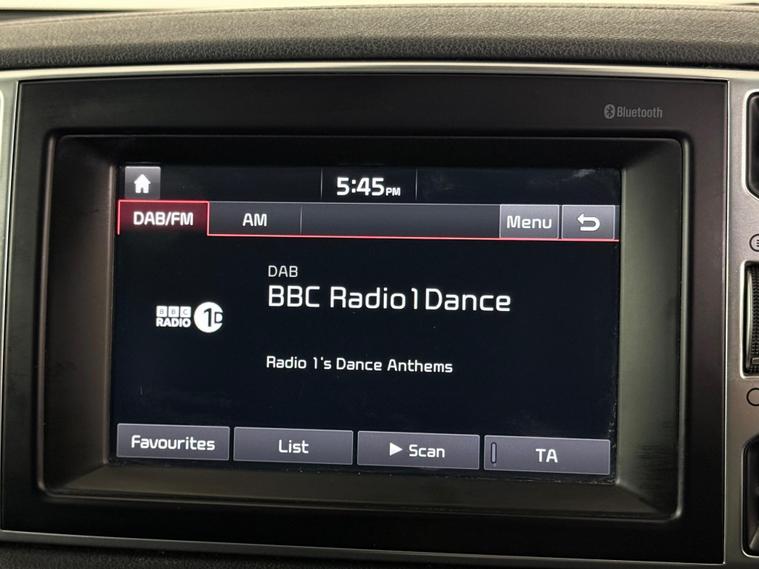 Bluetooth
5:45PM
DAB/FM AM Menu
DAB
BBC Radio1Dance
BBC
RADIO 1D
Radio 1's Dance Anthems
Favourites List Scan TA